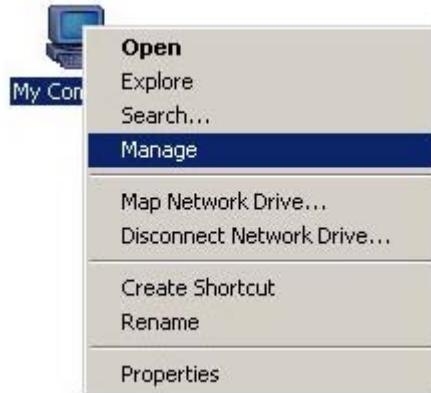 My Com
Open
Explore
Search...
Manage
Map Network Drive...
Disconnect Network Drive...
Create Shortcut
Rename
Properties